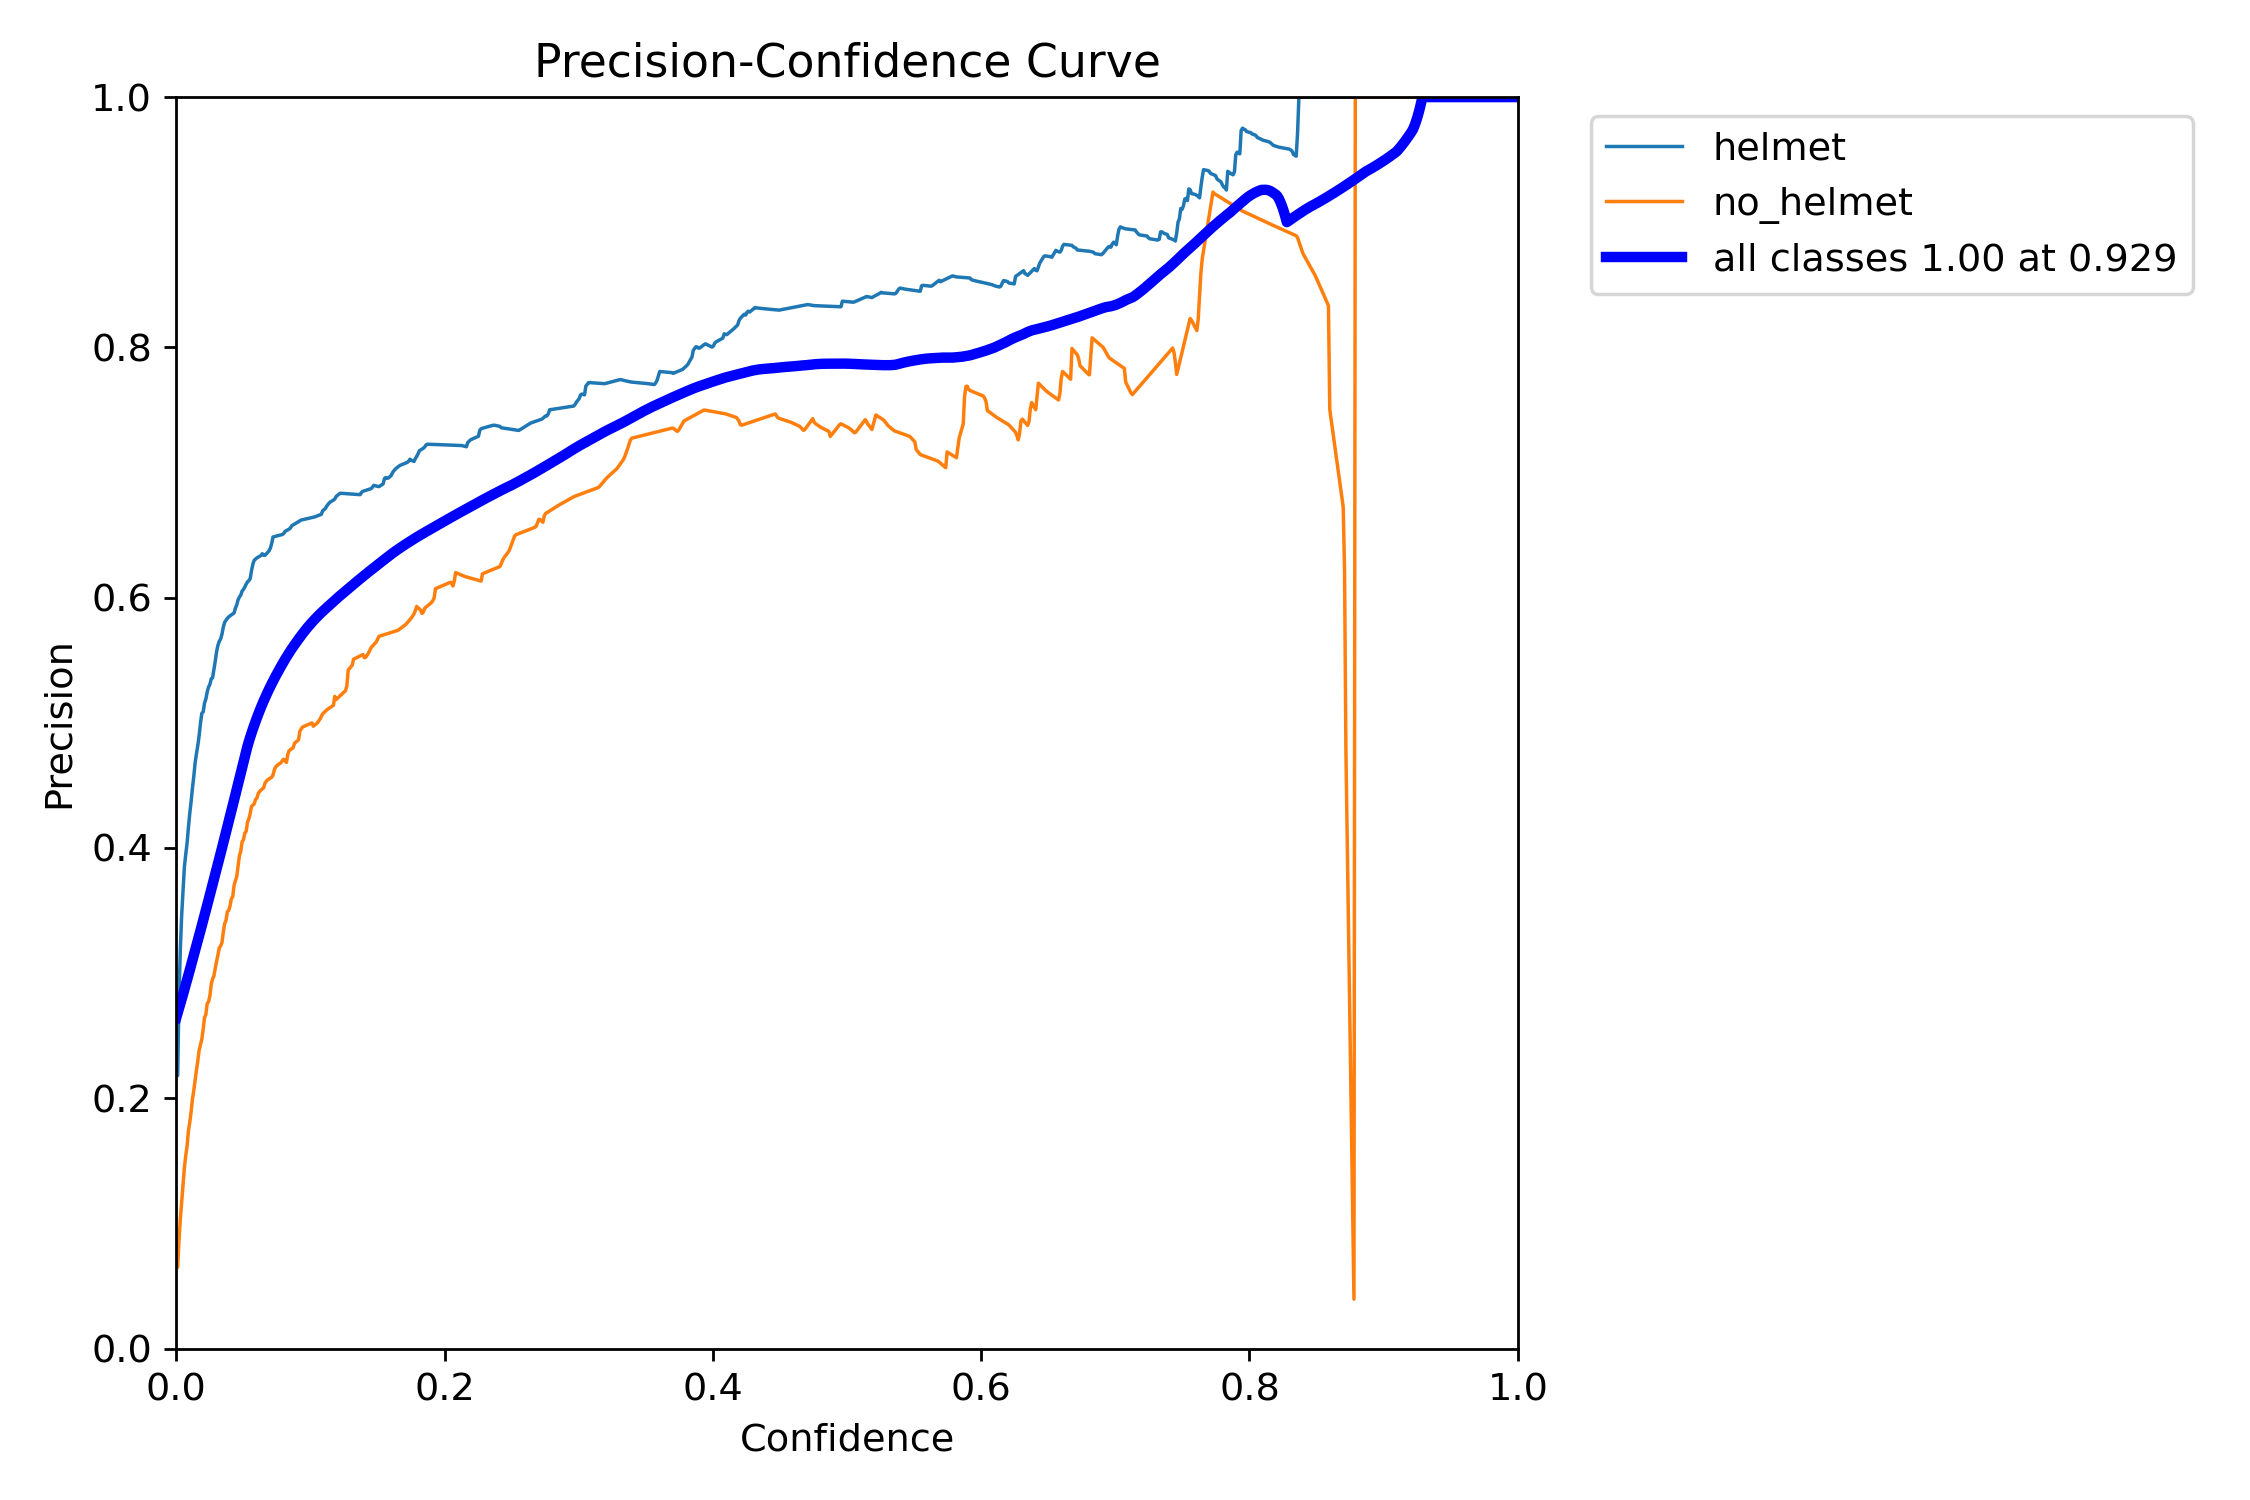 Precision-Confidence Curve
1.0
0.8
0.6
0.4
0.2
0.0
Precision
0.0 0.2 0.4 0.6 0.8 1.0
Confidence
helmet
no_helmet
all classes 1.00 at 0.929